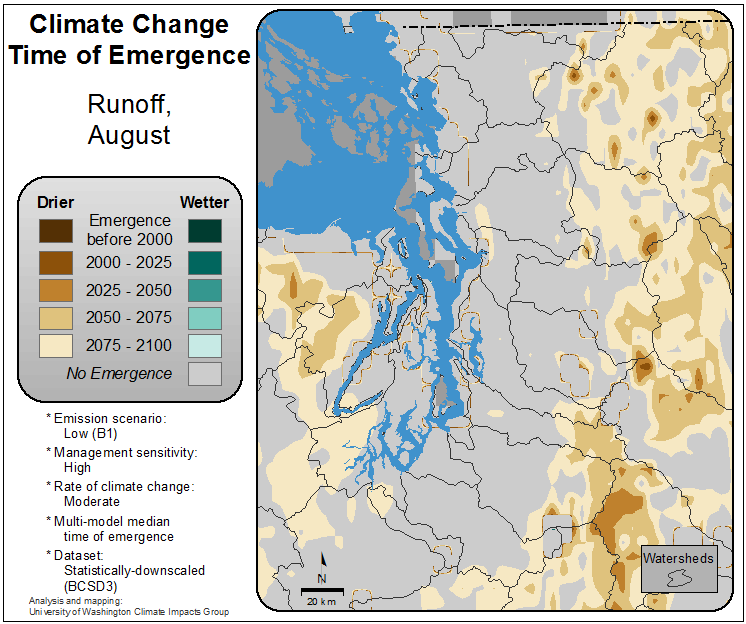 Climate Change
Time of Emergence
Runoff,
August
Drier Wetter
Emergence
before 2000
2000 - 2025
2025 - 2050
2050 - 2075
2075 - 2100
No Emergence
* Emission scenario:
Low (B1)
* Management sensitivity:
High
* Rate of climate change:
Moderate
* Multi-model median
time of emergence
* Dataset:
Statistically-downscaled
(BCSD3)
Analysis and mapping:
University of Washington Climate Impacts Group
N
20 km
Watersheds